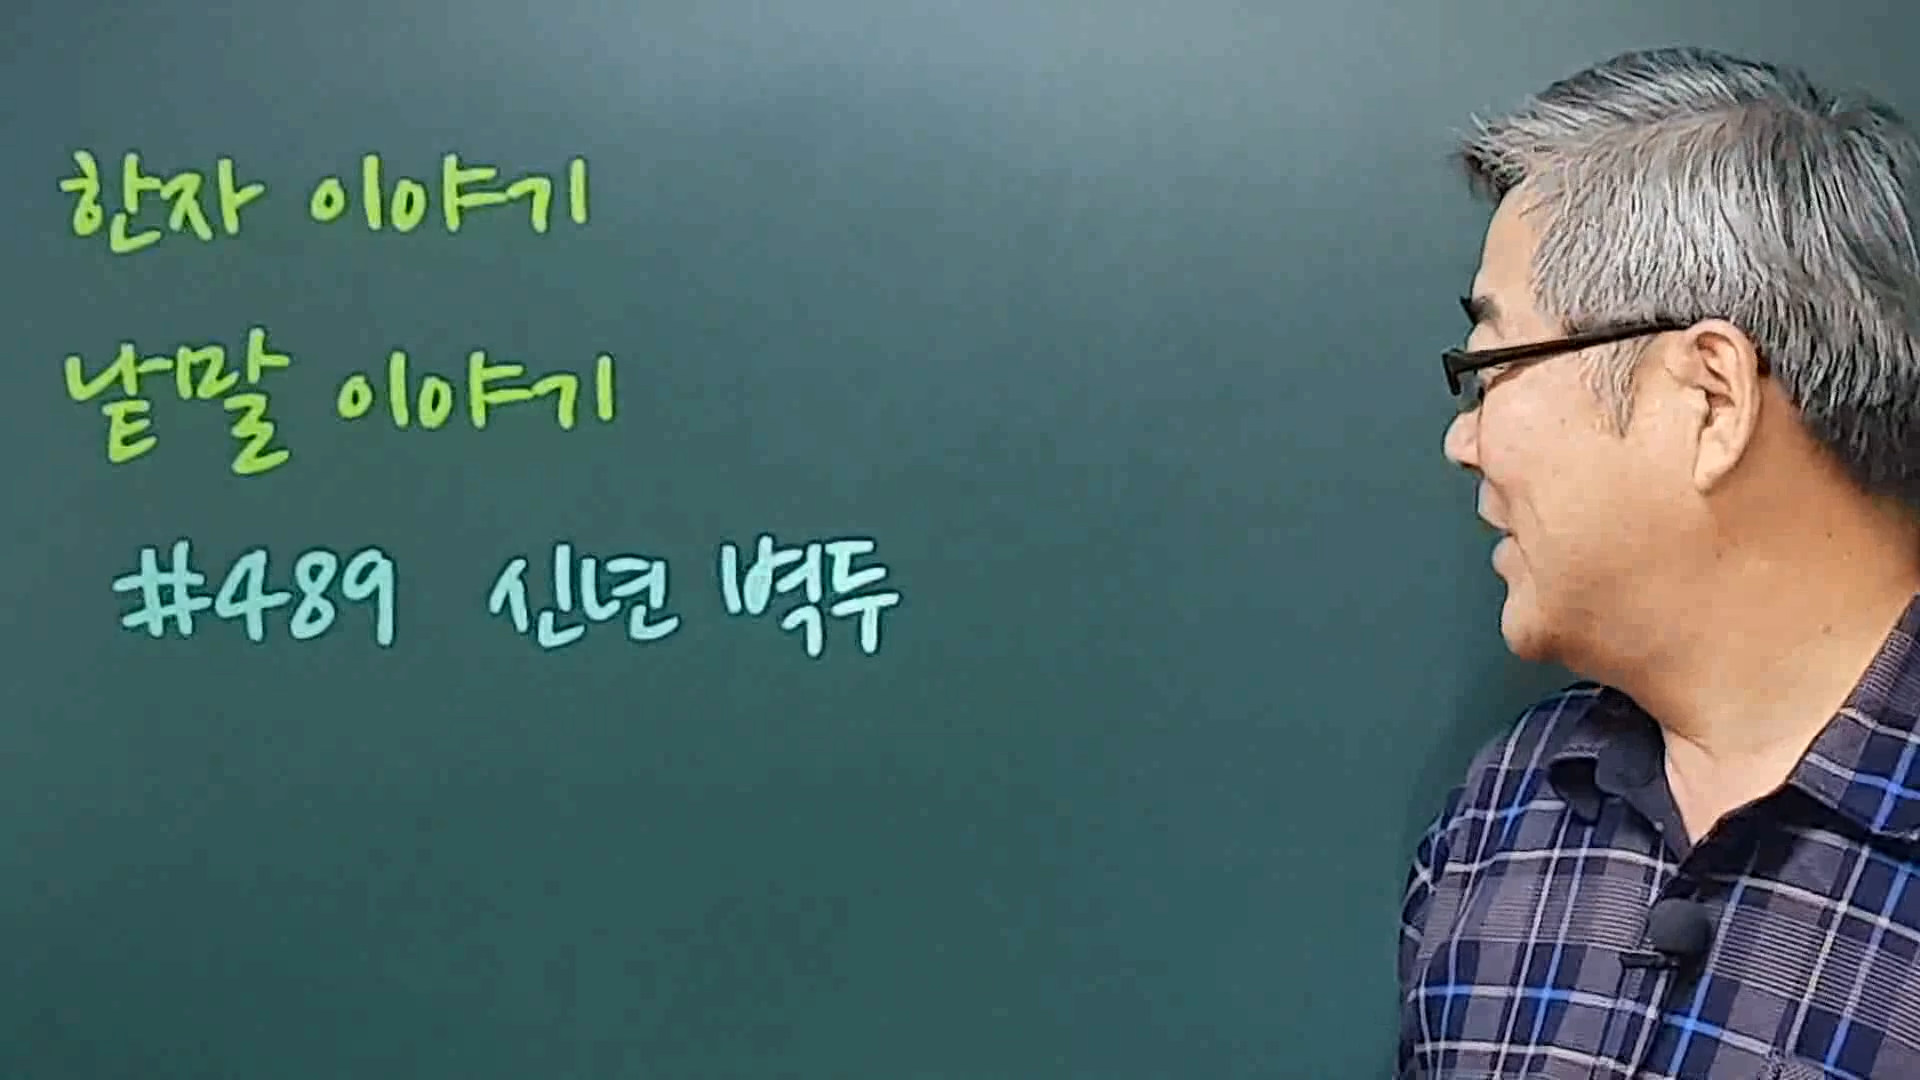 한자 이야기
낱말 이야기
#489 신년 벽두